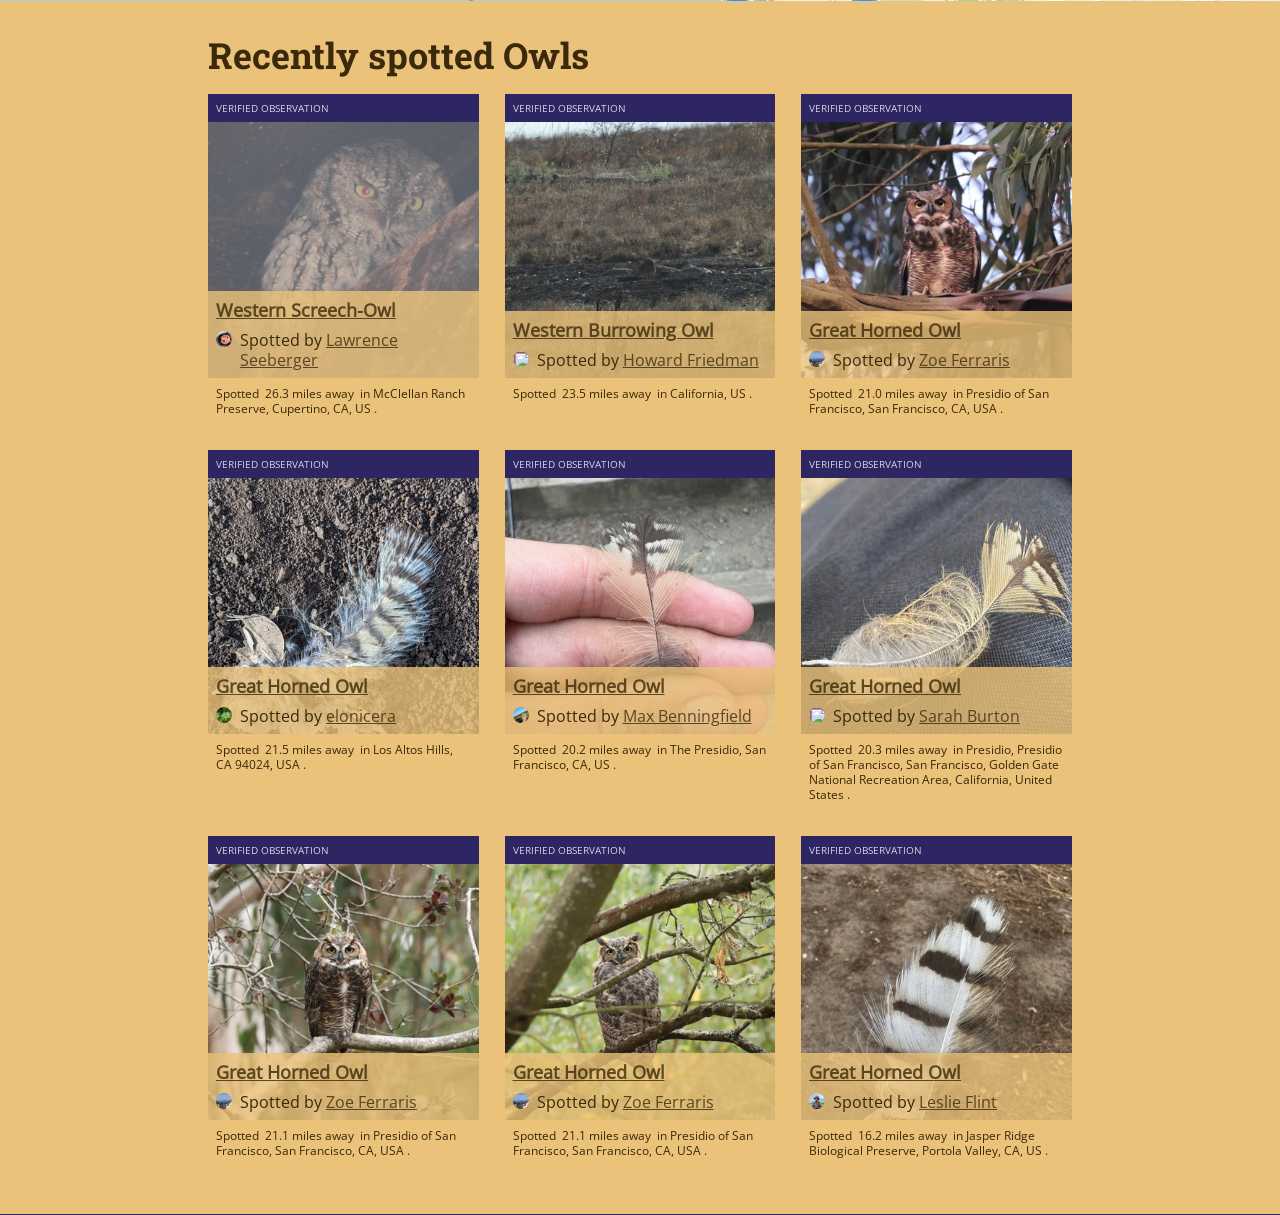 Recently spotted Owls
VERIFIED OBSERVATION
Western Screech-Owl
Spotted by Lawrence
Seeberger
Spotted 26.3 miles away in McClellan Ranch
Preserve, Cupertino, CA, US .
VERIFIED OBSERVATION
Western Burrowing Owl
Spotted by Howard Friedman
Spotted 23.5 miles away in California, US .
VERIFIED OBSERVATION
Great Horned Owl
Spotted by Zoe Ferraris
Spotted 21.0 miles away in Presidio of San
Francisco, San Francisco, CA, USA .
VERIFIED OBSERVATION
Great Horned Owl
Spotted by elonicera
Spotted 21.5 miles away in Los Altos Hills,
CA 94024, USA .
VERIFIED OBSERVATION
Great Horned Owl
Spotted by Max Benningfield
Spotted 20.2 miles away in The Presidio, San
Francisco, CA, US .
VERIFIED OBSERVATION
Great Horned Owl
Spotted by Sarah Burton
Spotted 20.3 miles away in Presidio, Presidio
of San Francisco, San Francisco, Golden Gate
National Recreation Area, California, United
States .
VERIFIED OBSERVATION
Great Horned Owl
Spotted by Zoe Ferraris
Spotted 21.1 miles away in Presidio of San
Francisco, San Francisco, CA, USA .
VERIFIED OBSERVATION
Great Horned Owl
Spotted by Zoe Ferraris
Spotted 21.1 miles away in Presidio of San
Francisco, San Francisco, CA, USA .
VERIFIED OBSERVATION
Great Horned Owl
Spotted by Leslie Flint
Spotted 16.2 miles away in Jasper Ridge
Biological Preserve, Portola Valley, CA, US .